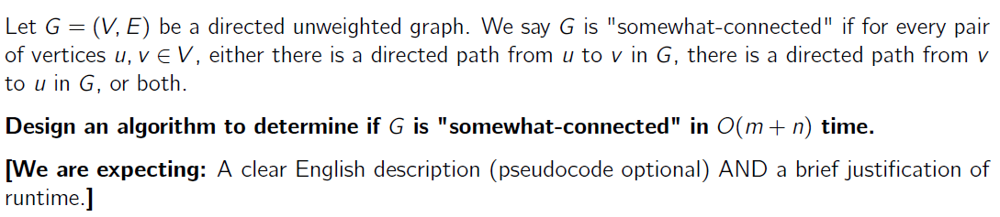 Let G = (V, E) be a directed unweighted graph. We say G is "somewhat-connected" if for every pair
of vertices u, v ∈ V, either there is a directed path from u to v in G, there is a directed path from v
to u in G, or both.
Design an algorithm to determine if G is "somewhat-connected" in O(m + n) time.
[We are expecting: A clear English description (pseudocode optional) AND a brief justification of
runtime.]